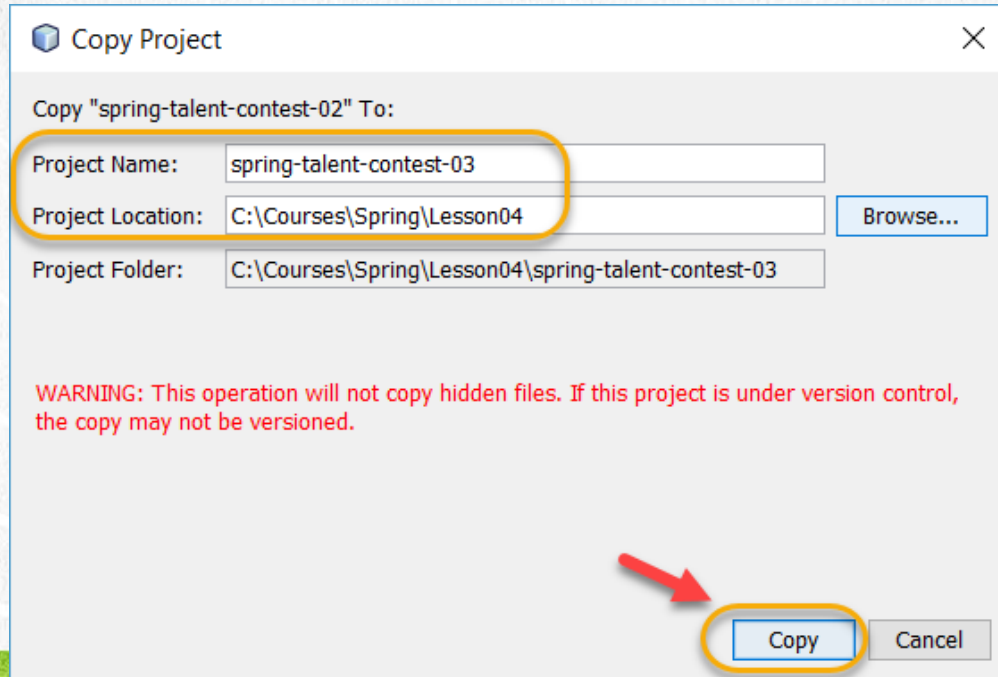 Copy Project
Copy "spring-talent-contest-02" To:
Project Name: spring-talent-contest-03
Project Location: C:\Courses\Spring\Lesson04 Browse...
Project Folder: C:\Courses\Spring\Lesson04\spring-talent-contest-03
WARNING: This operation will not copy hidden files. If this project is under version control,
the copy may not be versioned.
Copy Cancel